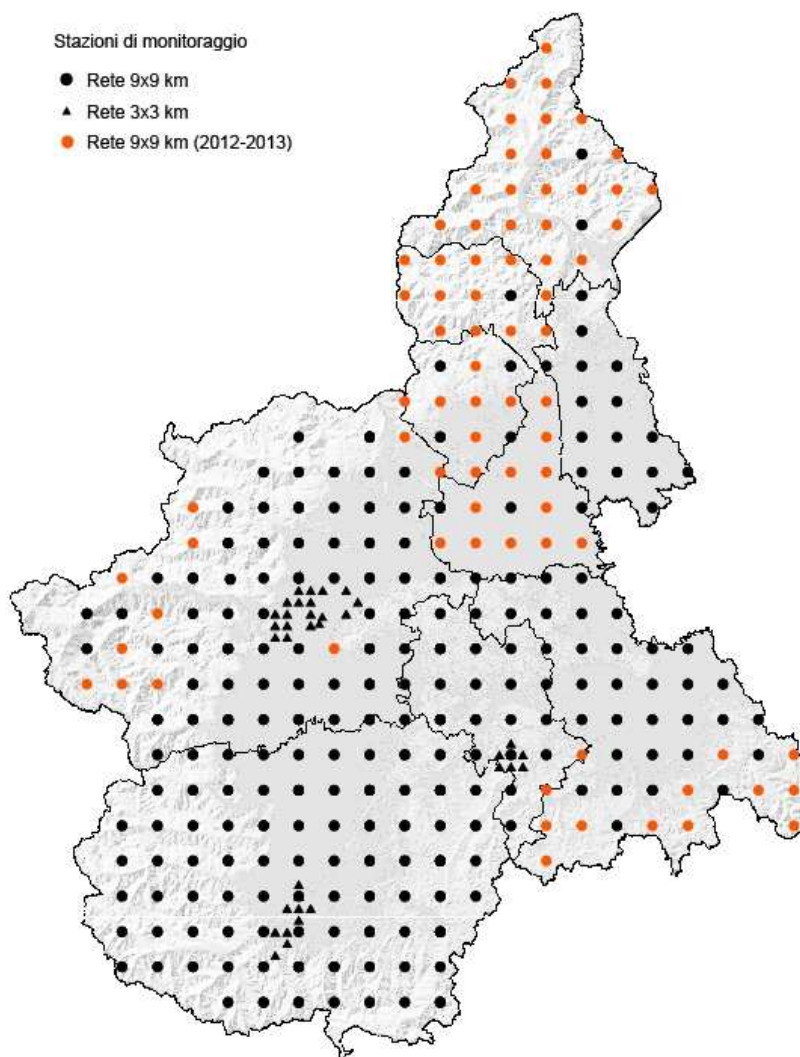 Stazioni di monitoraggio
Rete 9x9 km
Rete 3x3 km
Rete 9x9 km (2012-2013)